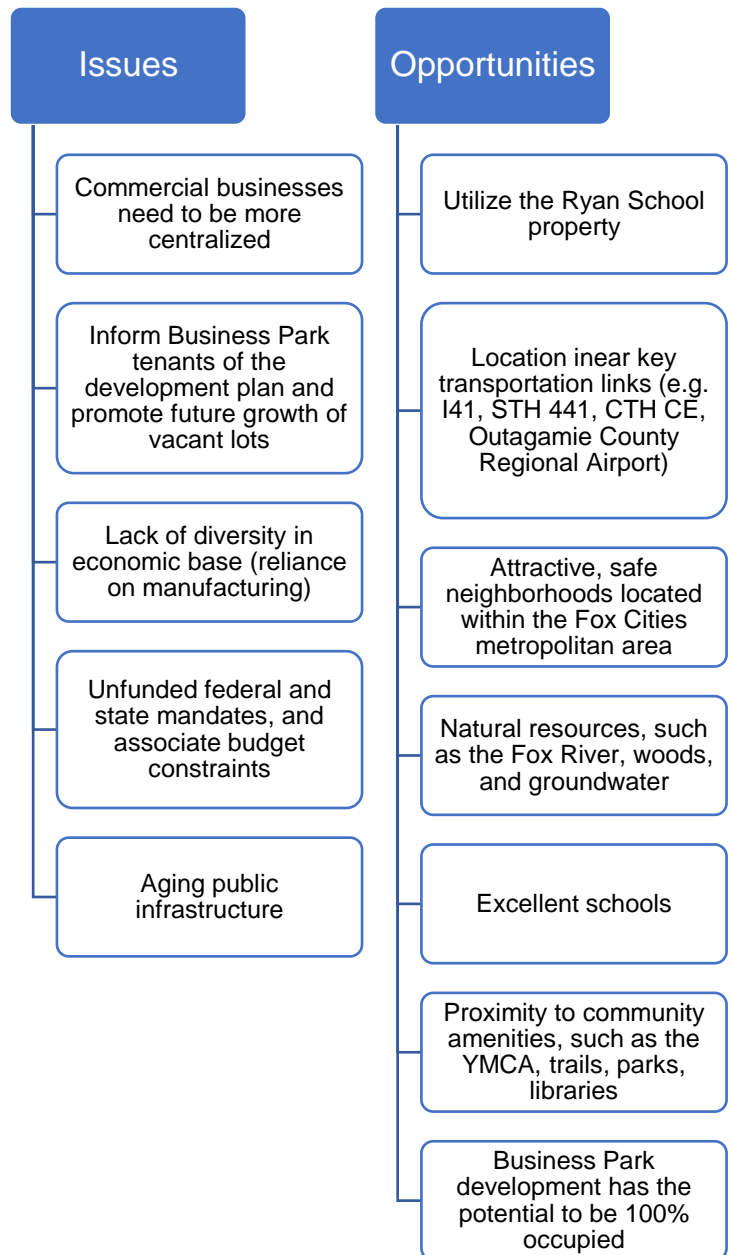 Issues
Commercial businesses
need to be more
centralized
Inform Business Park
tenants of the
development plan and
promote future growth of
vacant lots
Lack of diversity in
economic base (reliance
on manufacturing)
Unfunded federal and
state mandates, and
associate budget
constraints
Aging public
infrastructure
Opportunities
Utilize the Ryan School
property
Location inear key
transportation links (e.g.
I41, STH 441, CTH CE,
Outagamie County
Regional Airport)
Attractive, safe
neighborhoods located
within the Fox Cities
metropolitan area
Natural resources, such
as the Fox River, woods,
and groundwater
Excellent schools
Proximity to community
amenities, such as the
YMCA, trails, parks,
libraries
Business Park
development has the
potential to be 100%
occupied